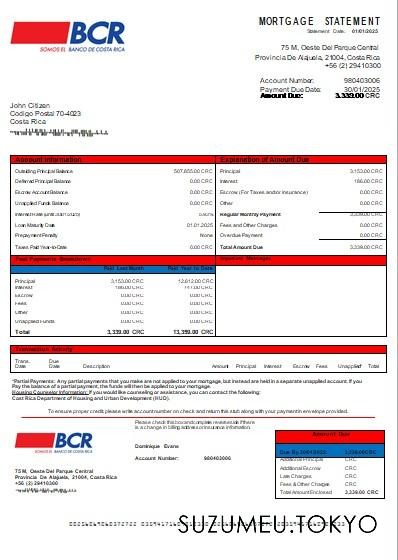 BCR
SOMOS EL BANCO DE COSTA RICA
MORTGAGE STATEMENT
Statement Date: 01/01/2025
75 M, Oeste Del Parque Central
Provincia De Alajuela, 21004, Costa Rica
+56 (2) 29410300
Account Number: 980403006
Payment Due Date: 30/01/2025
Amount Due: 3,339.00 CRC
John Citizen
Codigo Postal 70-4023
Costa Rica
Account Information
Outstanding Principal Balance 507,655.00 CRC
Deferred Principal Balance 0.00 CRC
Escrow Account Balance 0.00 CRC
Unapplied Funds Balance 0.00 CRC
Interest Rate
Loan Maturity Date 01.01.2025
Prepayment Penalty None
Taxes Paid Year-to-Date 0.00 CRC
Explanation of Amount Due
Principal 3,153.00 CRC
Interest 186.00 CRC
Escrow (For Taxes and/or Insurance) 0.00 CRC
Regular Monthly Payment 3,339.00 CRC
Fees and Other Charges 0.00 CRC
Overdue Payment 0.00 CRC
Total Amount Due 3,339.00 CRC
Past Payments Breakdown
Paid Last Month Paid Year to Date
Principal 3,153.00 CRC 12,612.00 CRC
Interest 186.00 CRC
Escrow 0.00 CRC 0.00 CRC
Fees 0.00 CRC 0.00 CRC
Other 0.00 CRC 0.00 CRC
Unapplied Funds 0.00 CRC 0.00 CRC
Total 3,339.00 CRC 13,359.00 CRC
Important Messages
Transaction Activity
Trans. Date Due Date Description Amount Principal Interest Escrow Fees Unapplied* Total
*Partial Payments: Any partial payments that you make are not applied to your mortgage, but instead are held in a separate unapplied account. If you
Pay the balance of a partial payment, the funds will then be applied to your mortgage.
Housing Counselor Information: If you would like counseling or assistance, you can contact the following:
Costa Rica Department of Housing and Urban Development (HUD).
To ensure proper credit please write account number on check and return this stub along with your payment in envelope provided.
BCR
SOMOS EL BANCO DE COSTA RICA
75 M, Oeste Del Parque Central
Provincia De Alajuela, 21004, Costa Rica
+56 (2) 29410300
Please check this box and complete reverse side if there
is a change in billing address or insurance information.
Dominique Evans
Account Number: 980403006
Amount Due
Due By 30/01/2025: 3,339.00 CRC
Additional Principal CRC
Additional Escrow CRC
Late Charges CRC
Fees & Other Charges CRC
Total Amount Enclosed 3,339.00 CRC
SUZUMEU.TOKYO